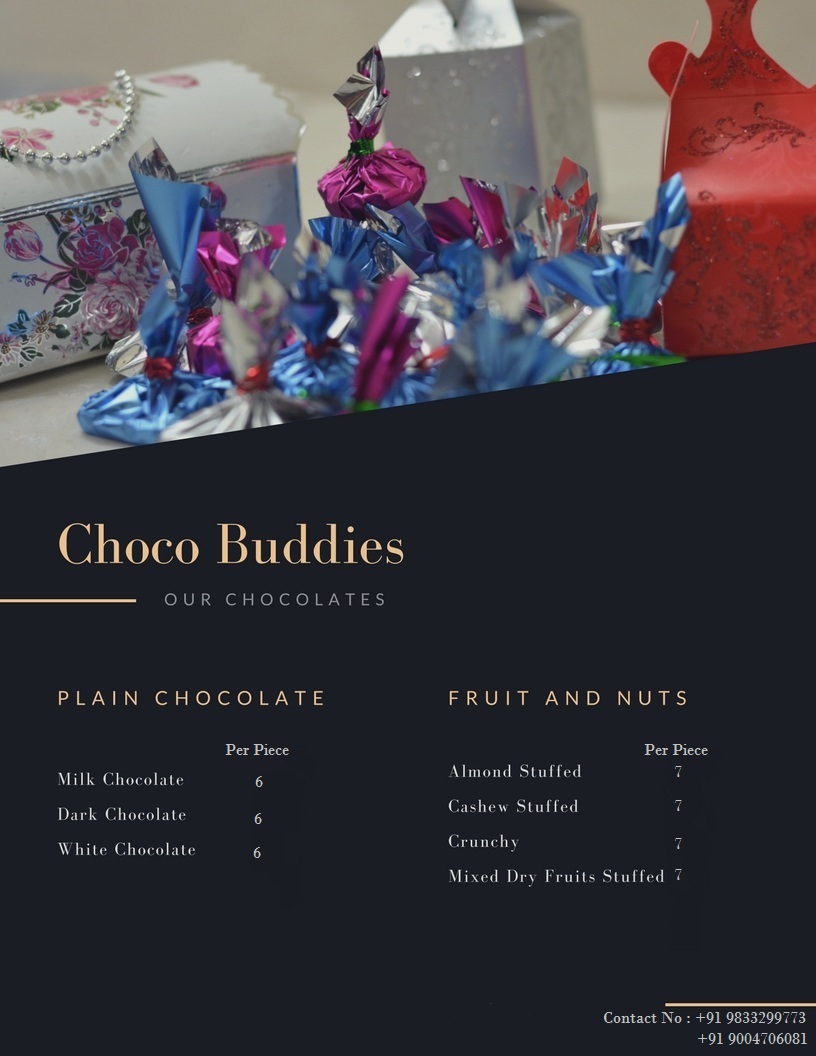 Choco Buddies
OUR CHOCOLATES
PLAIN CHOCOLATE
Per Piece
Milk Chocolate 6
Dark Chocolate 6
White Chocolate 6
FRUIT AND NUTS
Per Piece
Almond Stuffed 7
Cashew Stuffed 7
Crunchy 7
Mixed Dry Fruits Stuffed 7
Contact No : +91 9833299773
+91 9004706081